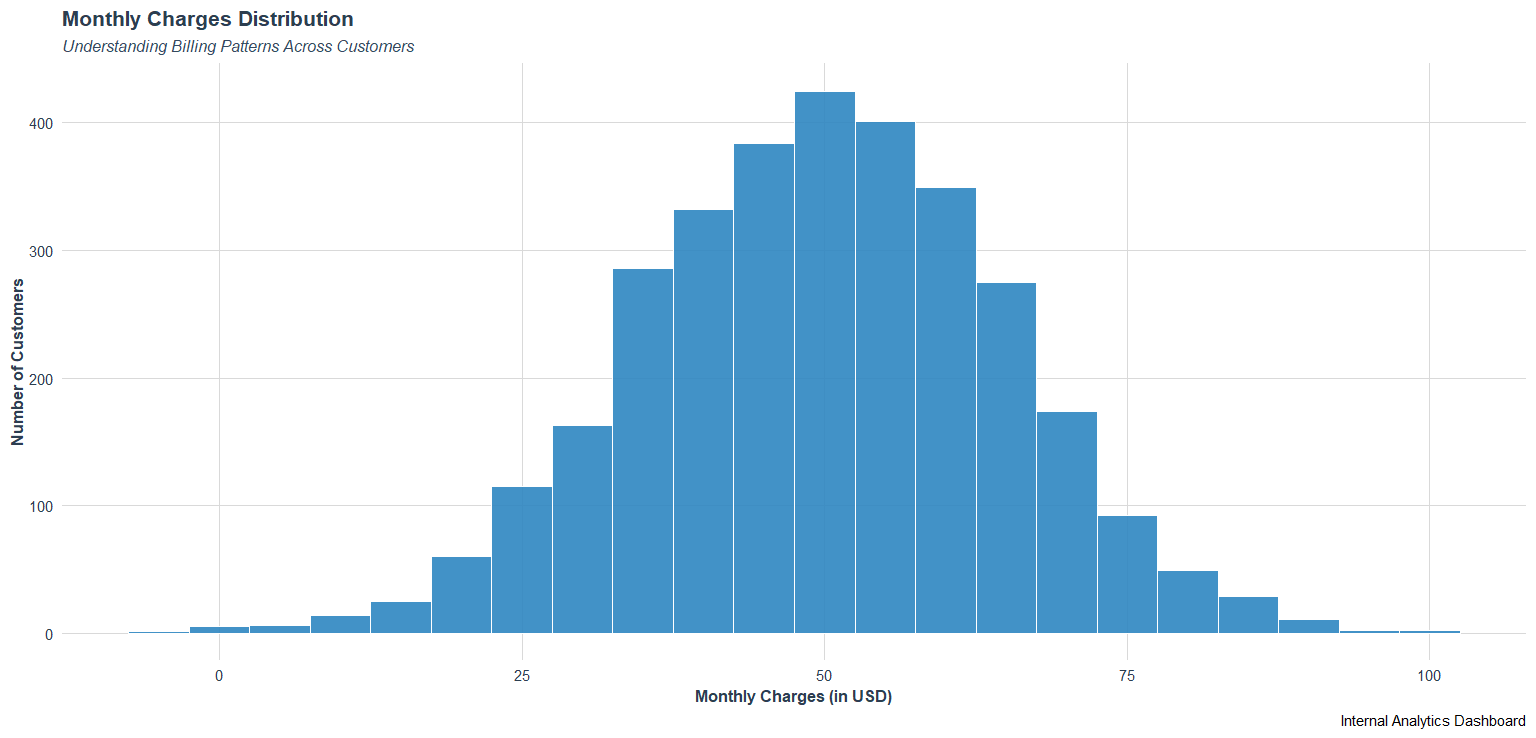 Monthly Charges Distribution
Understanding Billing Patterns Across Customers
400
300
200
100
0
Number of Customers
0 25 50 75 100
Monthly Charges (in USD)
Internal Analytics Dashboard